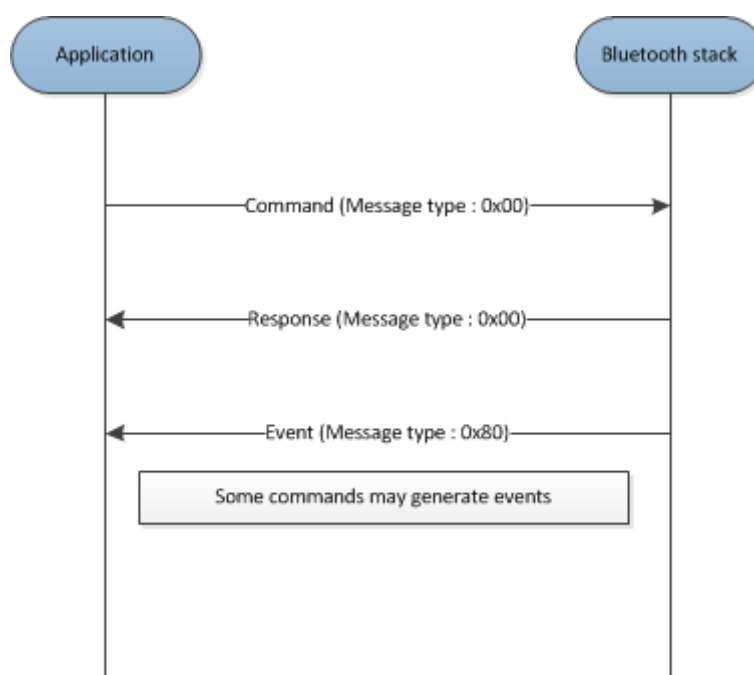 Application
Bluetooth stack
Command (Message type : 0x00)
Response (Message type : 0x00)
Event (Message type : 0x80)
Some commands may generate events